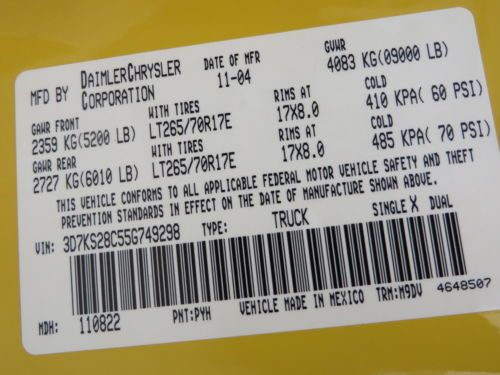 MFD BY DAIMLERCHRYSLER CORPORATION DATE OF MFR 11-04 GVWR 4083 KG(09000 LB)
GAWR FRONT WITH TIRES RIMS AT COLD
2359 KG(5200 LB) LT265/70R17E 17X8.0 410 KPA( 60 PSI)
GAWR REAR WITH TIRES RIMS AT COLD
2727 KG(6010 LB) LT265/70R17E 17X8.0 485 KPA( 70 PSI)
THIS VEHICLE CONFORMS TO ALL APPLICABLE FEDERAL MOTOR VEHICLE SAFETY AND THEFT
PREVENTION STANDARDS IN EFFECT ON THE DATE OF MANUFACTURE SHOWN ABOVE.
VIN: 3D7KS28C55G749298 TYPE: TRUCK SINGLE X DUAL
MDH: 110822 PNT:PYH VEHICLE MADE IN MEXICO TRM:M9DV 4648507